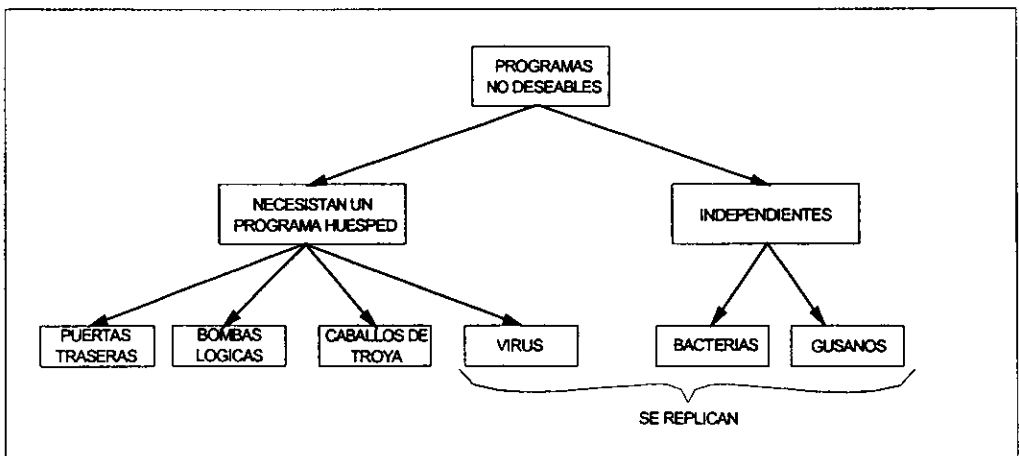 PROGRAMAS
NO DESEABLES
NECESISTAN UN
PROGRAMA HUESPED
INDEPENDIENTES
PUERTAS
TRASERAS
BOMBAS
LOGICAS
CABALLOS DE
TROYA
VIRUS
BACTERIAS
GUSANOS
SE REPLICAN